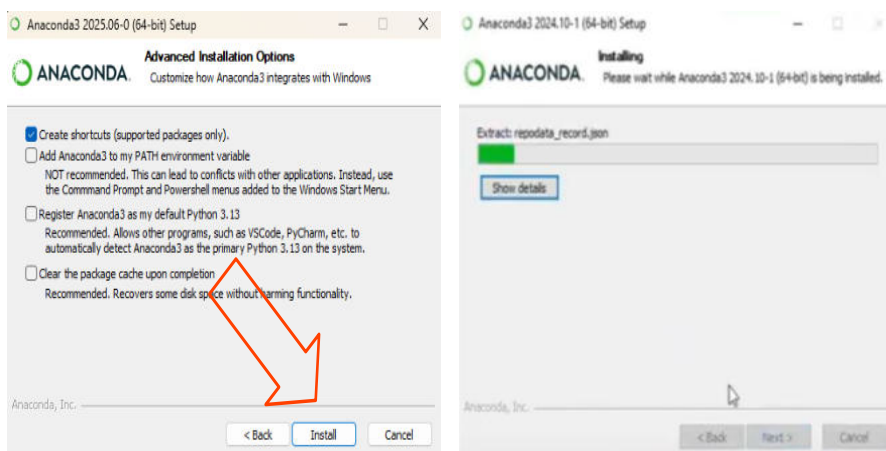 Anaconda3 2025.06-0 (64-bit) Setup
ANACONDA.
Advanced Installation Options
Customize how Anaconda3 integrates with Windows
Create shortcuts (supported packages only).
Add Anaconda3 to my PATH environment variable
NOT recommended. This can lead to conflicts with other applications. Instead, use
the Commmand Prompt and Powershell menus added to the Windows Start Menu.
Register Anaconda3 as my default Python 3.13
Recommended. Allows other programs, such as VSCode, PyCharm, etc. to
automatically detect Anaconda3 as the primary Python 3.13 on the system.
Clear the package cache upon completion
Recommended. Recovers some disk space without harming functionality.
Anaconda, Inc.
< Back Install Cancel
Anaconda3 2024.10-1 (64-bit) Setup
ANACONDA.
Installing
Please wait while Anaconda3 2024.10-1 (64-bit) is being installed.
Extract: repodata_record.json
Show details
Anaconda, Inc.
< Back Next > Cancel